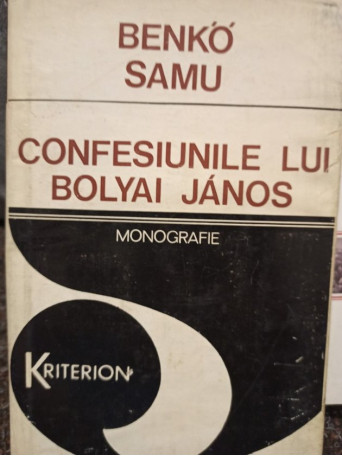 BENKŐ
SAMU
CONFESIUNILE LUI
BOLYAI JÁNOS
MONOGRAFIE
KRITERION